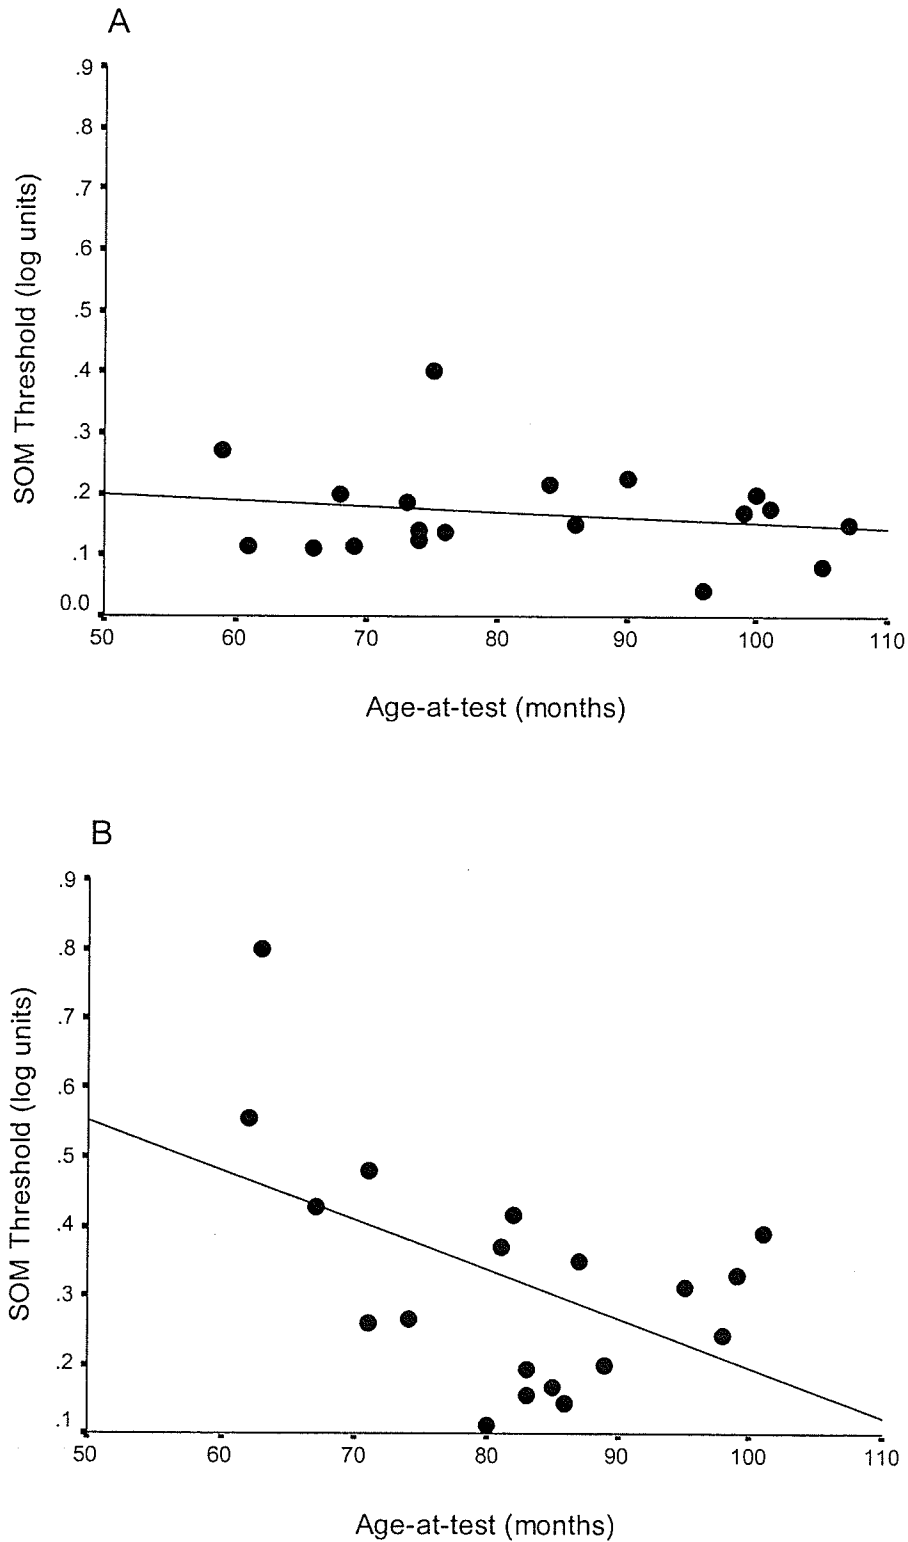 A
.9
.8
.7
.6
.5
.4
.3
.2
.1
0.0
SOM Threshold (log units)
50 60 70 80 90 100 110
Age-at-test (months)
B
.9
.8
.7
.6
.5
.4
.3
.2
.1
SOM Threshold (log units)
50 60 70 80 90 100 110
Age-at-test (months)